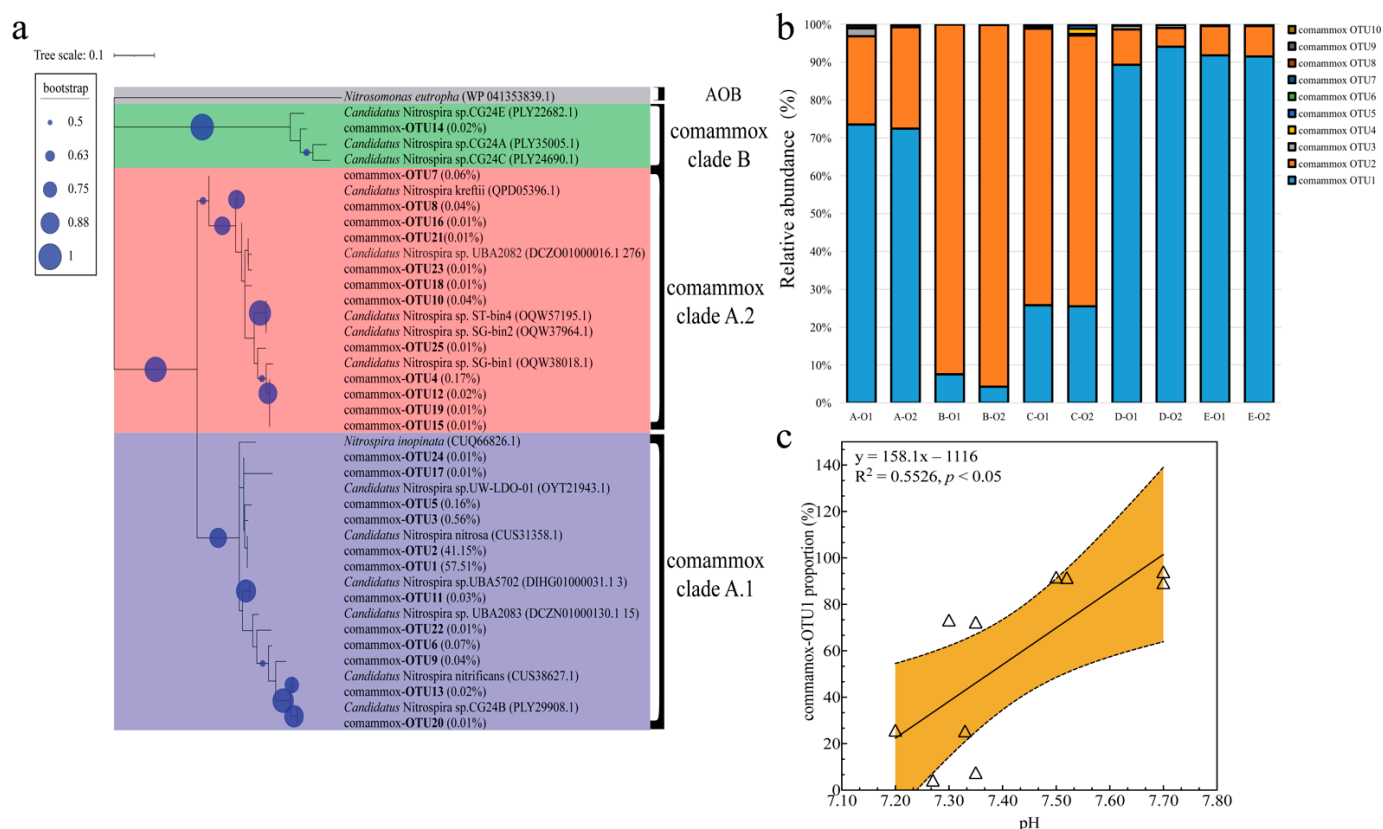 a
Tree scale: 0.1
bootstrap
0.5
0.63
0.75
0.88
1
Nitrosomonas eutropha (WP 041353839.1)
Candidatus Nitrospira sp.CG24E (PLY22682.1)
comammox-OTU14 (0.02%)
Candidatus Nitrospira sp.CG24A (PLY35005.1)
Candidatus Nitrospira sp.CG24C (PLY24690.1)
comammox-OTU7 (0.06%)
Candidatus Nitrospira kreftii (QPD05396.1)
comammox-OTU8 (0.04%)
comammox-OTU16 (0.01%)
comammox-OTU21(0.01%)
Candidatus Nitrospira sp. UBA2082 (DCZO01000016.1 276)
comammox-OTU23 (0.01%)
comammox-OTU18 (0.01%)
comammox-OTU10 (0.04%)
Candidatus Nitrospira sp. ST-bin4 (OQW57195.1)
Candidatus Nitrospira sp. SG-bin2 (OQW37964.1)
comammox-OTU25 (0.01%)
Candidatus Nitrospira sp. SG-bin1 (OQW38018.1)
comammox-OTU4 (0.17%)
comammox-OTU12 (0.02%)
comammox-OTU19 (0.01%)
comammox-OTU15 (0.01%)
Nitrospira inopinata (CUQ66826.1)
comammox-OTU24 (0.01%)
comammox-OTU17 (0.01%)
Candidatus Nitrospira sp.UW-LDO-01 (OYT21943.1)
comammox-OTU5 (0.16%)
comammox-OTU3 (0.56%)
Candidatus Nitrospira nitrosa (CUS31358.1)
comammox-OTU2 (41.15%)
comammox-OTU1 (57.51%)
Candidatus Nitrospira sp.UBA5702 (DIHG01000031.1 3)
comammox-OTU11 (0.03%)
Candidatus Nitrospira sp. UBA2083 (DCZN01000130.1 15)
comammox-OTU22 (0.01%)
comammox-OTU6 (0.07%)
comammox-OTU9 (0.04%)
Candidatus Nitrospira nitrificans (CUS38627.1)
comammox-OTU13 (0.02%)
Candidatus Nitrospira sp.CG24B (PLY29908.1)
comammox-OTU20 (0.01%)
AOB
comammox
clade B
comammox
clade A.2
comammox
clade A.1
b
Relative abundance (%)
100%
90%
80%
70%
60%
50%
40%
30%
20%
10%
0%
A-O1 A-O2 B-O1 B-O2 C-O1 C-O2 D-O1 D-O2 E-O1 E-O2
comammox OTU10
comammox OTU9
comammox OTU8
comammox OTU7
comammox OTU6
comammox OTU5
comammox OTU4
comammox OTU3
comammox OTU2
comammox OTU1
c
y = 158.1x – 1116
R2 = 0.5526, p < 0.05
commamox-OTU1 proportion (%)
140
120
100
80
60
40
20
0
7.10 7.20 7.30 7.40 7.50 7.60 7.70 7.80
pH